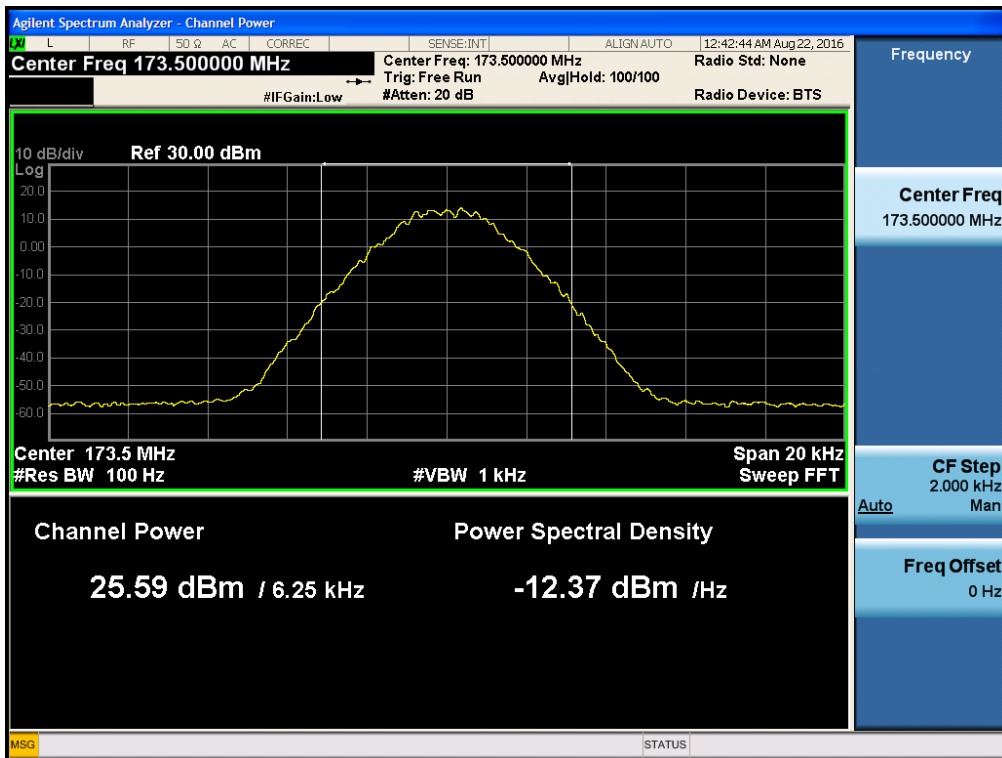 Agilent Spectrum Analyzer - Channel Power
LXI L RF 50 Ω AC CORREC SENSE:INT ALIGN AUTO 12:42:44 AM Aug 22, 2016
Center Freq 173.500000 MHz
Center Freq: 173.500000 MHz
Radio Std: None
Trig: Free Run Avg|Hold: 100/100
#IFGain:Low
#Atten: 20 dB
Radio Device: BTS
10 dB/div Ref 30.00 dBm
Log
20.0
10.0
0.00
-10.0
-20.0
-30.0
-40.0
-50.0
-60.0
Center 173.5 MHz
Span 20 kHz
#Res BW 100 Hz
#VBW 1 kHz
Sweep FFT
Channel Power
Power Spectral Density
25.59 dBm / 6.25 kHz
-12.37 dBm /Hz
Frequency
Center Freq
173.500000 MHz
CF Step
2.000 kHz
Auto Man
Freq Offset
0 Hz
MSG
STATUS